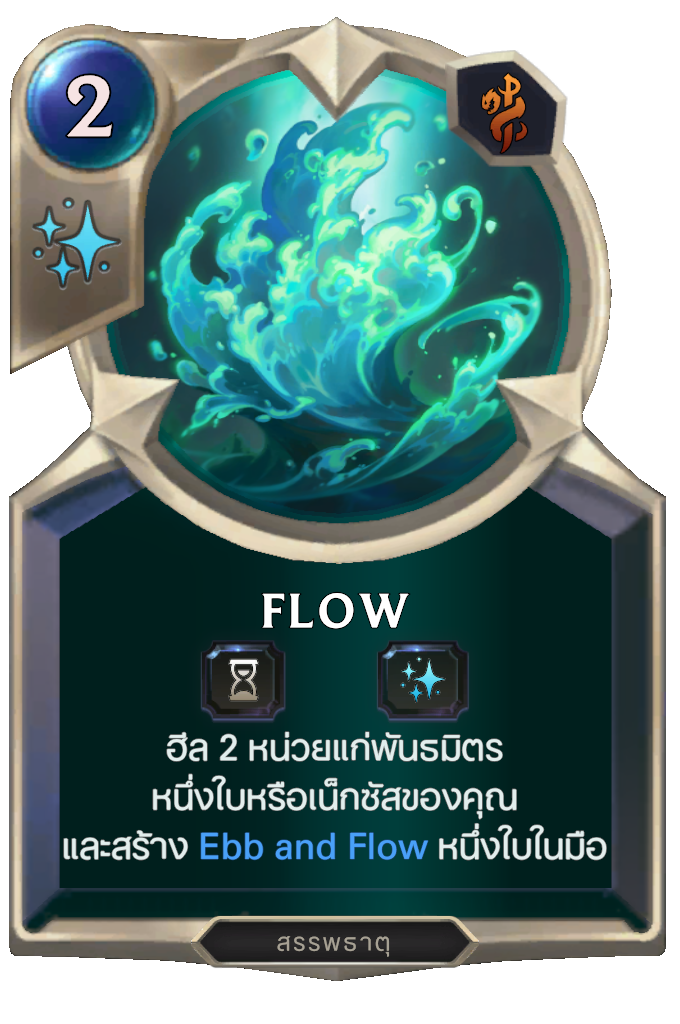 2
FLOW
ฮีล 2 หน่วยแก่พันธมิตร
หนึ่งใบหรือเน็กซัสของคุณ
และสร้าง Ebb and Flow หนึ่งใบในมือ
สรรพธาตุ